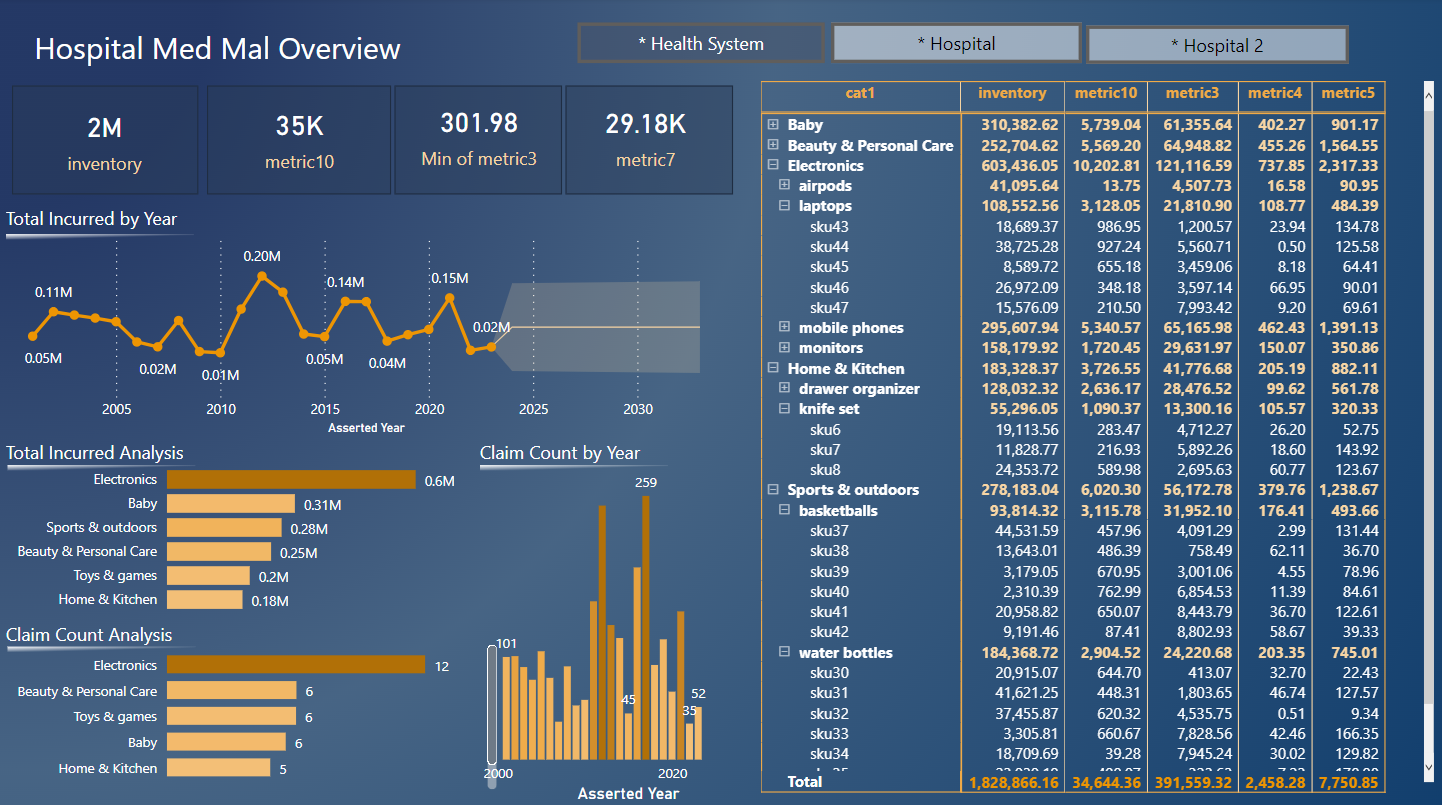 Hospital Med Mal Overview
* Health System
* Hospital
* Hospital 2
2M
inventory
35K
metric10
301.98
Min of metric3
29.18K
metric7
Total Incurred by Year
0.20M
0.15M
0.14M
0.11M
0.02M
0.05M
0.02M
0.01M
0.05M
0.04M
2005 2010 2015 2020 2025 2030
Asserted Year
Total Incurred Analysis
Electronics 0.6M
Baby 0.31M
Sports & outdoors 0.28M
Beauty & Personal Care 0.25M
Toys & games 0.2M
Home & Kitchen 0.18M
Claim Count Analysis
Electronics 12
Beauty & Personal Care 6
Toys & games 6
Baby 6
Home & Kitchen 5
Claim Count by Year
259
101
45
52
35
2000 2020
Asserted Year
cat1 inventory metric10 metric3 metric4 metric5
Baby 310,382.62 5,739.04 61,355.64 402.27 901.17
Beauty & Personal Care 252,704.62 5,569.20 64,948.82 455.26 1,564.55
Electronics 603,436.05 10,202.81 121,116.59 737.85 2,317.33
airpods 41,095.64 13.75 4,507.73 16.58 90.95
laptops 108,552.56 3,128.05 21,810.90 108.77 484.39
sku43 18,689.37 986.95 1,200.57 23.94 134.78
sku44 38,725.28 927.24 5,560.71 0.50 125.58
sku45 8,589.72 655.18 3,459.06 8.18 64.41
sku46 26,972.09 348.18 3,597.14 66.95 90.01
sku47 15,576.09 210.50 7,993.42 9.20 69.61
mobile phones 295,607.94 5,340.57 65,165.98 462.43 1,391.13
monitors 158,179.92 1,720.45 29,631.97 150.07 350.86
Home & Kitchen 183,328.37 3,726.55 41,776.68 205.19 882.11
drawer organizer 128,032.32 2,636.17 28,476.52 99.62 561.78
knife set 55,296.05 1,090.37 13,300.16 105.57 320.33
sku6 19,113.56 283.47 4,712.27 26.20 52.75
sku7 11,828.77 216.93 5,892.26 18.60 143.92
sku8 24,353.72 589.98 2,695.63 60.77 123.67
Sports & outdoors 278,183.04 6,020.30 56,172.78 379.76 1,238.67
basketballs 93,814.32 3,115.78 31,952.10 176.41 493.66
sku37 44,531.59 457.96 4,091.29 2.99 131.44
sku38 13,643.01 486.39 758.49 62.11 36.70
sku39 3,179.05 670.95 3,001.06 4.55 78.96
sku40 2,310.39 762.99 6,854.53 11.39 84.61
sku41 20,958.82 650.07 8,443.79 36.70 122.61
sku42 9,191.46 87.41 8,802.93 58.67 39.33
water bottles 184,368.72 2,904.52 24,220.68 203.35 745.01
sku30 20,915.07 644.70 413.07 32.70 22.43
sku31 41,621.25 448.31 1,803.65 46.74 127.57
sku32 37,455.87 620.32 4,535.75 0.51 9.34
sku33 3,305.81 660.67 7,828.56 42.46 166.35
sku34 18,709.69 39.28 7,945.24 30.02 129.82
Total 1,828,866.16 34,644.36 391,559.32 2,458.28 7,750.85